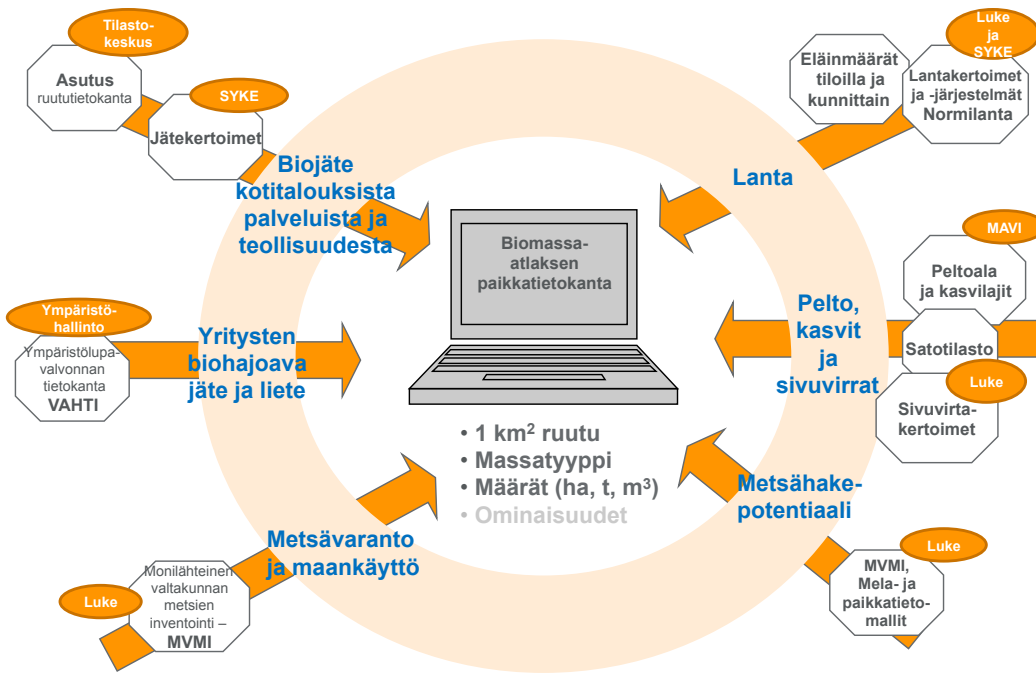 Tilasto-
keskus
Asutus
ruututietokanta
SYKE
Jätekertoimet
Biojäte
kotitalouksista
palveluista ja
teollisuudesta
Luke
ja
SYKE
Eläinmäärät
tiloilla ja
kunnittain
Lantakertoimet
ja -järjestelmät
Normilanta
Lanta
Biomassa-
atlaksen
paikkatietokanta
MAVI
Peltoala
ja kasvilajit
Satotilasto
Luke
Sivuvirta-
kertoimet
Pelto,
kasvit
ja
sivuvirrat
Ympäristö-
hallinto
Ympäristölupa-
valvonnan
tietokanta
VAHTI
Yritysten
biohajoava
jäte ja liete
• 1 km² ruutu
• Massatyyppi
• Määrät (ha, t, m³)
• Ominaisuudet
Metsähake-
potentiaali
Luke
MVMI,
Mela- ja
paikkatieto-
mallit
Metsävaranto
ja maankäyttö
Luke
Monilähteinen
valtakunnan
metsien
inventointi –
MVMI